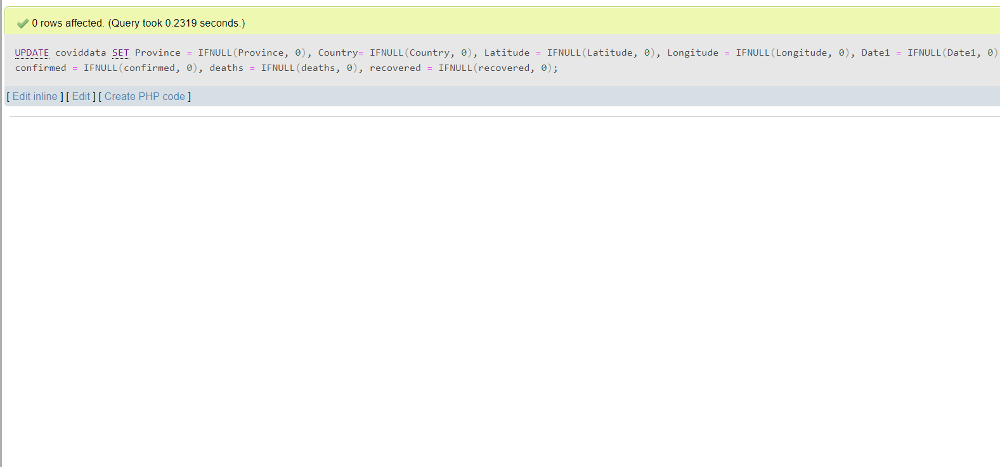 0 rows affected. (Query took 0.2319 seconds.)
UPDATE coviddata SET Province = IFNULL(Province, 0), Country= IFNULL(Country, 0), Latitude = IFNULL(Latitude, 0), Longitude = IFNULL(Longitude, 0), Date1 = IFNULL(Date1, 0)
confirmed = IFNULL(confirmed, 0), deaths = IFNULL(deaths, 0), recovered = IFNULL(recovered, 0);
[ Edit inline ] [ Edit ] [ Create PHP code ]